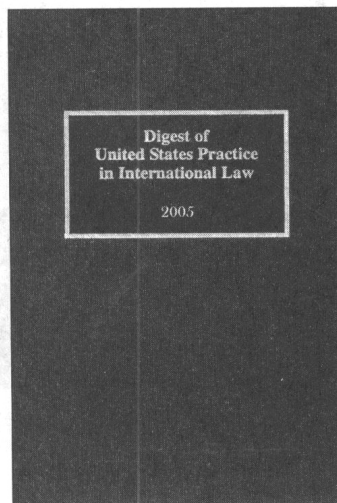 Digest of
United States Practice
in International Law
2005